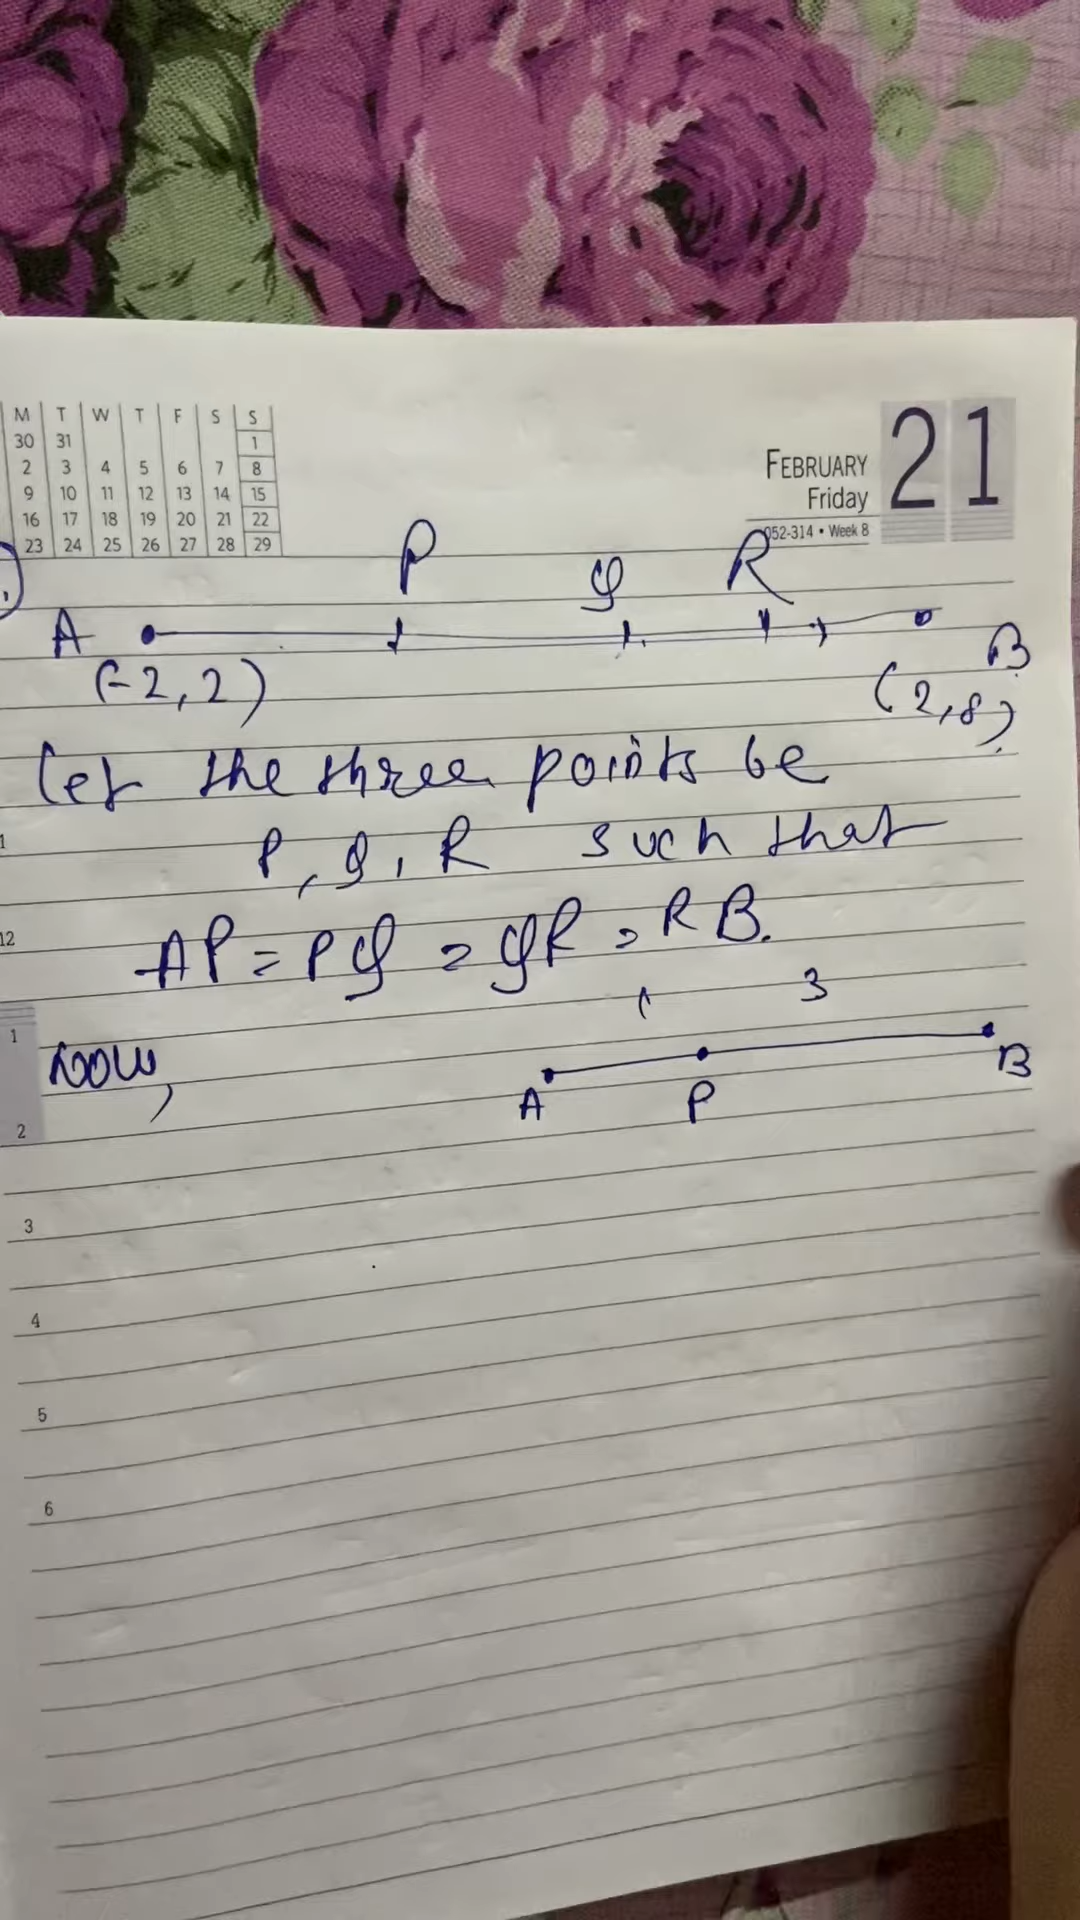 M T W T F S S
30 31 1
2 3 4 5 6 7 8
9 10 11 12 13 14 15
16 17 18 19 20 21 22
23 24 25 26 27 28 29
FEBRUARY 21
Friday
052-314 • Week 8
P Q R
A B
(-2, 2) (2, 8)
Let the three points be
1
P, Q, R such that
12
AP = PQ = QR = RB.
1 3
1
Now,
A P B
2
3
4
5
6